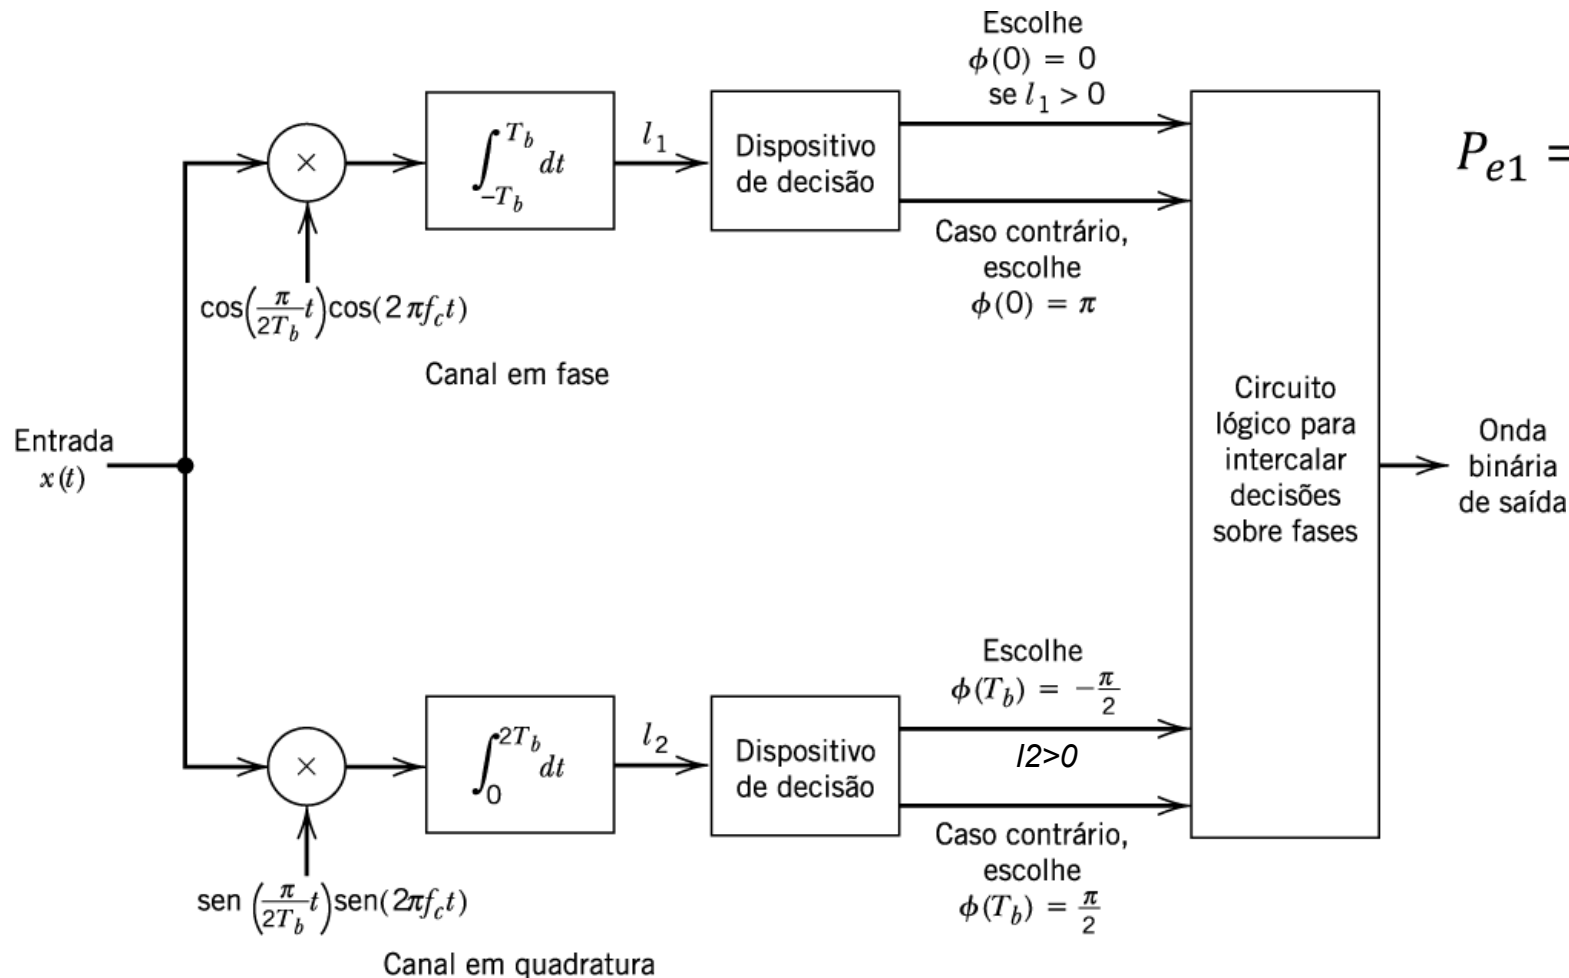 Escolhe
ϕ(0) = 0
se l₁ > 0
×
∫_{-T_b}^{T_b} dt
l₁
Dispositivo
de decisão
P_{e1} =
Caso contrário,
escolhe
ϕ(0) = π
cos(π/2T_b t)cos(2πf_c t)
Canal em fase
Entrada
x(t)
Circuito
lógico para
intercalar
decisões
sobre fases
Onda
binária
de saída
Escolhe
ϕ(T_b) = -π/2
×
∫_0^{2T_b} dt
l₂
Dispositivo
de decisão
l2>0
Caso contrário,
escolhe
ϕ(T_b) = π/2
sen (π/2T_b t)sen(2πf_c t)
Canal em quadratura